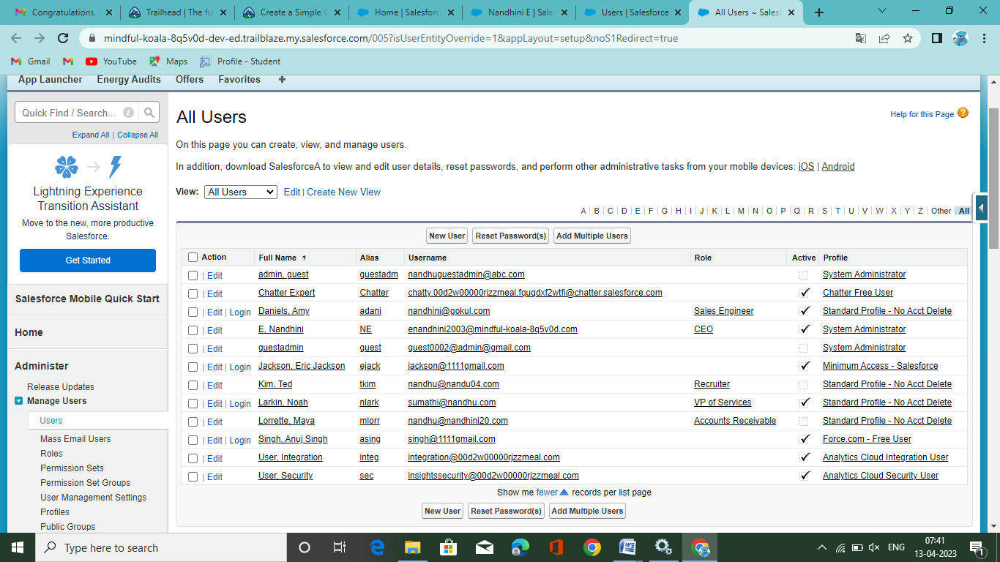 Congratulations,
Trailhead | The fu
Create a Simple C
Home | Salesforc
Nandhini E | Sale
Users | Salesforce
All Users ~ Salesf
mindful-koala-8q5v0d-dev-ed.trailblaze.my.salesforce.com/005?isUserEntityOverride=1&appLayout=setup&noS1Redirect=true
Gmail YouTube Maps Profile - Student
App Launcher Energy Audits Offers Favorites +
Quick Find / Search...
Expand All | Collapse All
Lightning Experience
Transition Assistant
Move to the new, more productive
Salesforce.
Get Started
Salesforce Mobile Quick Start
Home
Administer
Release Updates
Manage Users
Users
Mass Email Users
Roles
Permission Sets
Permission Set Groups
User Management Settings
Profiles
Public Groups
All Users
Help for this Page ?
On this page you can create, view, and manage users.
In addition, download SalesforceA to view and edit user details, reset passwords, and perform other administrative tasks from your mobile devices: iOS | Android
View: All Users Edit | Create New View
A | B | C | D | E | F | G | H | I | J | K | L | M | N | O | P | Q | R | S | T | U | V | W | X | Y | Z | Other | All
New User Reset Password(s) Add Multiple Users
Action Full Name ↑ Alias Username Role Active Profile
| Edit admin, guest guestadm nandhuguestadmin@abc.com System Administrator
| Edit Chatter Expert Chatter chatty.00d2w00000rjzzmeal.fquqdxf2wtfi@chatter.salesforce.com ✓ Chatter Free User
| Edit | Login Daniels, Amy adani nandhini@gokul.com Sales Engineer ✓ Standard Profile - No Acct Delete
| Edit E, Nandhini NE enandhini2003@mindful-koala-8q5v0d.com CEO ✓ System Administrator
| Edit guestadmin guest guest0002@admin@gmail.com System Administrator
| Edit | Login Jackson, Eric Jackson ejack jackson@1111gmail.com ✓ Minimum Access - Salesforce
| Edit Kim, Ted tkim nandhu@nandu04.com Recruiter Standard Profile - No Acct Delete
| Edit | Login Larkin, Noah nlark sumathi@nandhu.com VP of Services ✓ Standard Profile - No Acct Delete
| Edit Lorrette, Maya mlorr nandhu@nandhini20.com Accounts Receivable Standard Profile - No Acct Delete
| Edit | Login Singh, Anuj Singh asing singh@1111gmail.com ✓ Force.com - Free User
| Edit User, Integration integ integration@00d2w00000rjzzmeal.com ✓ Analytics Cloud Integration User
| Edit User, Security sec insightssecurity@00d2w00000rjzzmeal.com ✓ Analytics Cloud Security User
Show me fewer records per list page
New User Reset Password(s) Add Multiple Users
Type here to search
ENG
07:41
13-04-2023
1